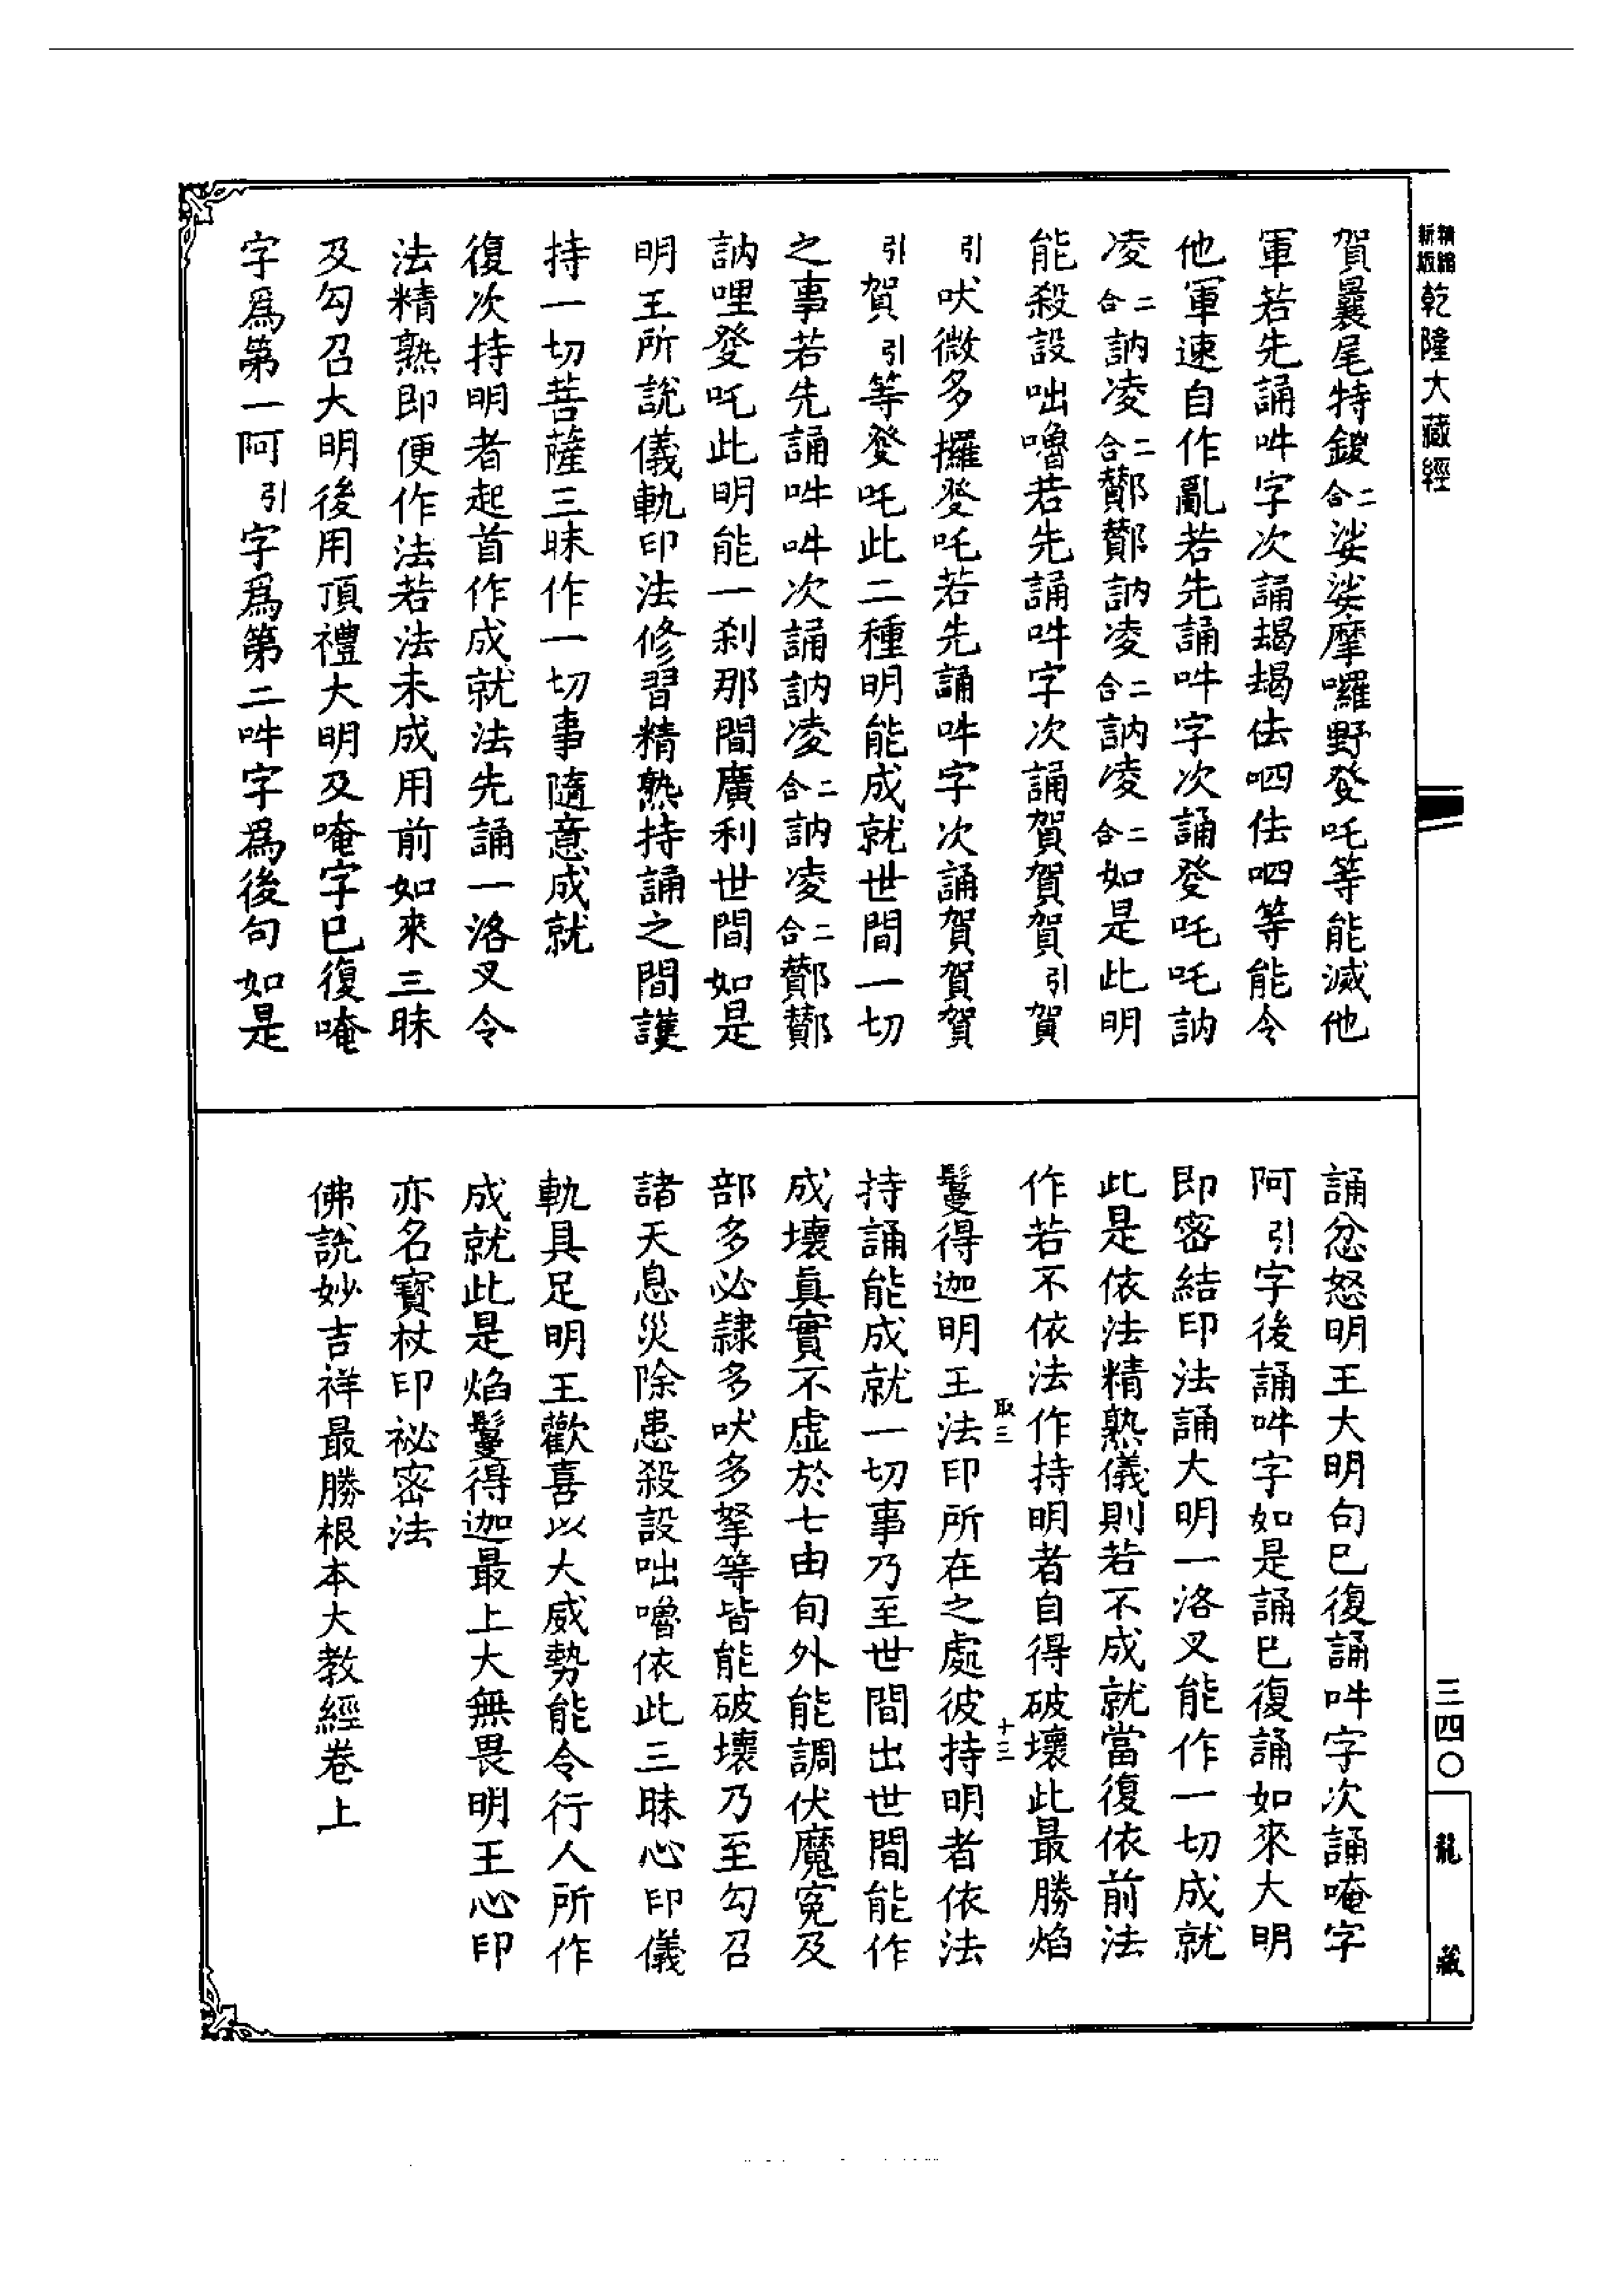 精縮新版乾隆大藏經
賀曩尾特鍐二合娑娑摩囉野發吒等能滅他
軍若先誦吽字次誦朅朅佉呬佉呬等能令
他軍速自作亂若先誦吽字次誦發吒吒訥
凌二合訥凌二合酇酇訥凌二合訥凌二合如是此明
能殺設咄嚕若先誦吽字次誦賀賀賀引賀
引吠微多攞發吒若先誦吽字次誦賀賀賀
引賀引等發吒此二種明能成就世間一切
之事若先誦吽吽次誦訥凌二合訥凌二合酇酇
訥哩發吒此明能一刹那間廣利世間如是
明王所說儀軌印法修習精熟持誦之間護
持一切菩薩三昧作一切事隨意成就
復次持明者起首作成就法先誦一洛叉令
法精熟即便作法若法未成用前如來三昧
及勾召大明後用頂禮大明及唵字已復唵
字爲第一阿引字爲第二吽字爲後句如是
誦忿怒明王大明句已復誦吽字次誦唵字
阿引字後誦吽字如是誦已復誦如來大明
即密結印法誦大明一洛叉能作一切成就
此是依法精熟儀則若不成就當復依前法
作若不依法作持明者自得破壞此最勝焰
取三
十三
鬘得迦明王法印所在之處彼持明者依法
持誦能成就一切事乃至世間出世間能作
成壞眞實不虛於七由旬外能調伏魔冤及
部多必隸多吠多拏等皆能破壞乃至勾召
諸天息災除患殺設咄嚕依此三昧心印儀
軌具足明王歡喜以大威勢能令行人所作
成就此是焰鬘得迦最上大無畏明王心印
亦名寶杖印祕密法
佛說妙吉祥最勝根本大教經卷上
三四〇
龍藏